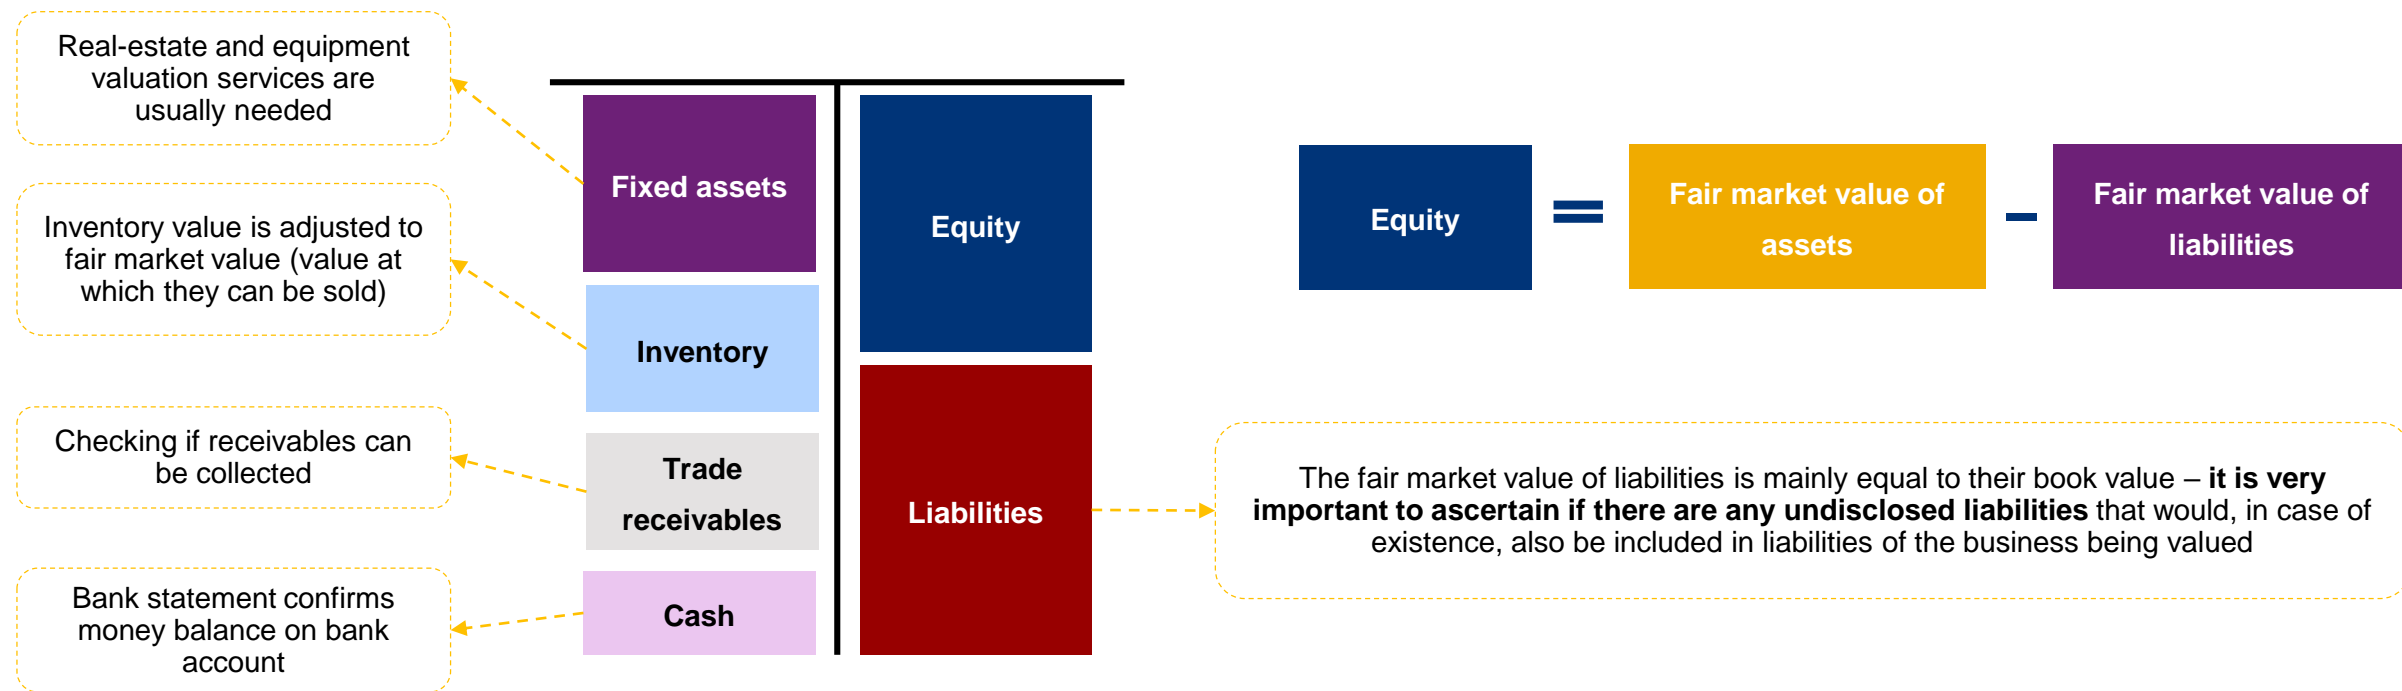 Real-estate and equipment
valuation services are
usually needed
Inventory value is adjusted to
fair market value (value at
which they can be sold)
Checking if receivables can
be collected
Bank statement confirms
money balance on bank
account
Fixed assets
Inventory
Trade
receivables
Cash
Equity
Liabilities
Equity
=
Fair market value of
assets
–
Fair market value of
liabilities
The fair market value of liabilities is mainly equal to their book value – it is very
important to ascertain if there are any undisclosed liabilities that would, in case of
existence, also be included in liabilities of the business being valued